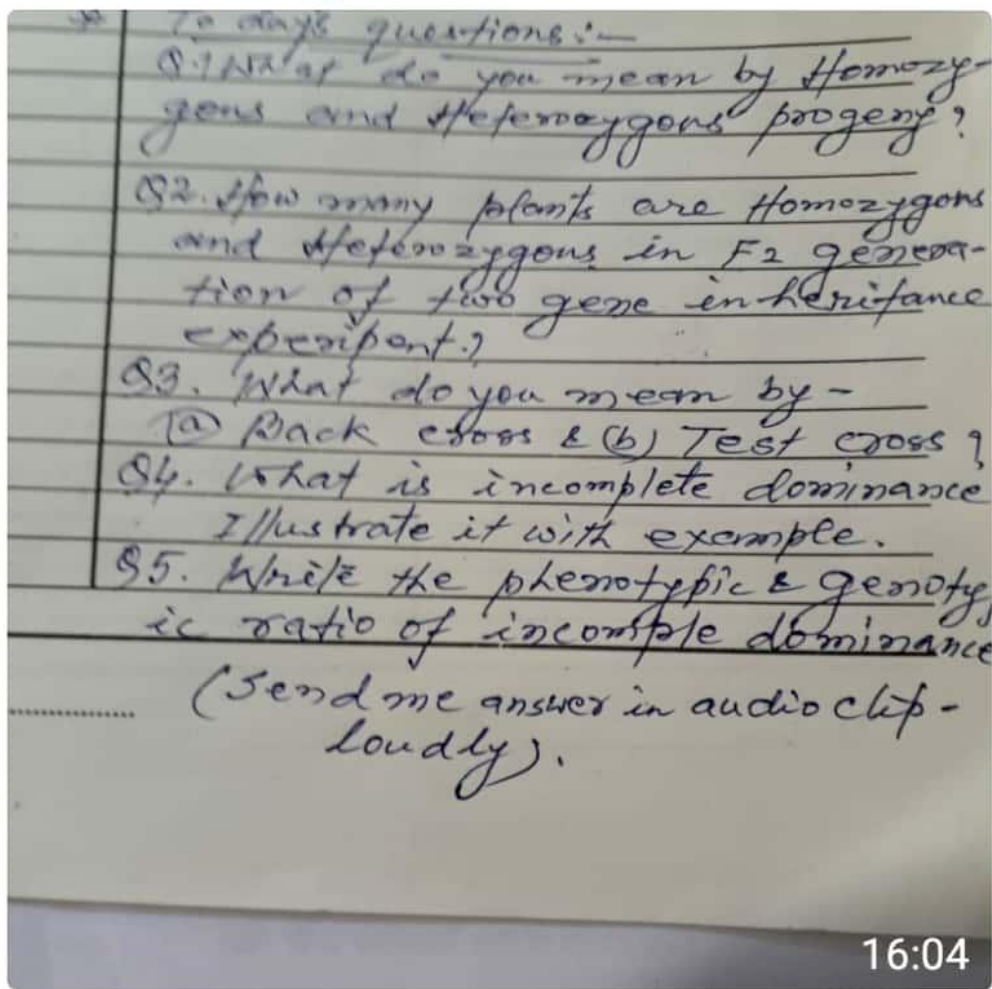 To day's questions:-
Q.1 What do you mean by Homozy-
gous and Heterozygous progeny?
Q2. How many plants are Homozygous
and Heterozygous in F2 genera-
tion of two gene inheritance
experipent.?
Q3. What do you mean by -
(a) Back cross & (b) Test cross?
Q4. What is incomplete dominance
Illustrate it with example.
Q5. Write the phenotypic & genotyp
ic ratio of incomple dominance
(Send me answer in audio clip-
loudly).
16:04